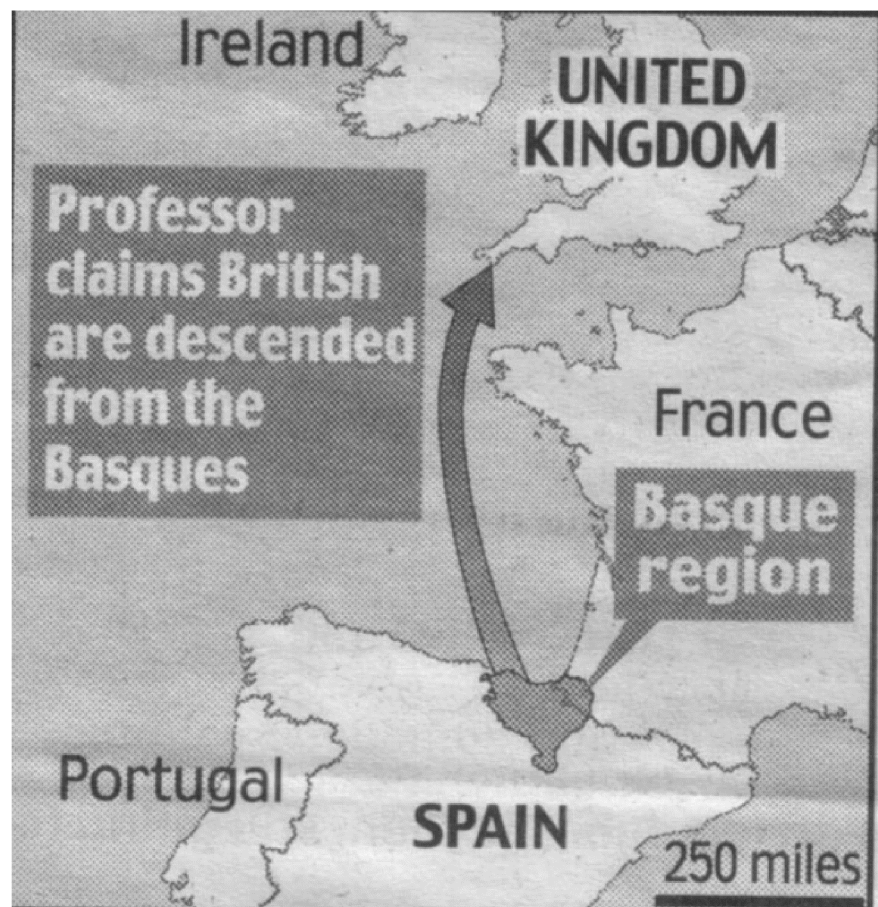 Ireland
UNITED
KINGDOM
Professor
claims British
are descended
from the
Basques
France
Basque
region
Portugal
SPAIN
250 miles